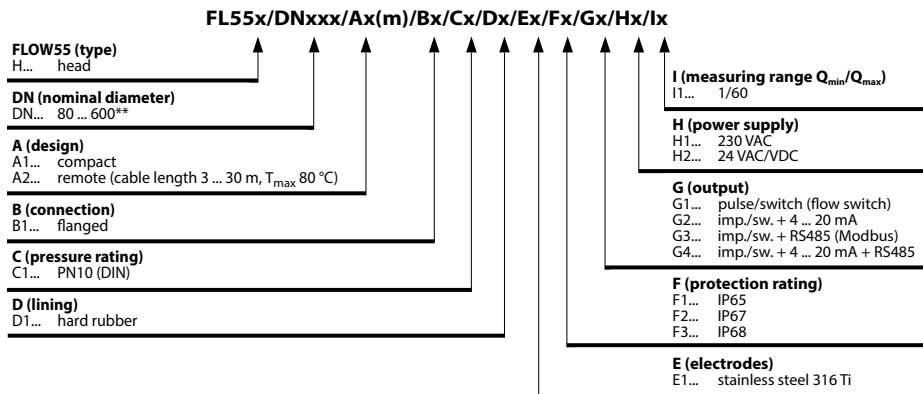 FL55x/DNxxx/Ax(m)/Bx/Cx/Dx/Ex/Fx/Gx/Hx/Ix
FLOW55 (type)
H... head
DN (nominal diameter)
DN... 80 ... 600**
A (design)
A1... compact
A2... remote (cable length 3 ... 30 m, Tmax 80 °C)
B (connection)
B1... flanged
C (pressure rating)
C1... PN10 (DIN)
D (lining)
D1... hard rubber
I (measuring range Qmin/Qmax)
I1... 1/60
H (power supply)
H1... 230 VAC
H2... 24 VAC/VDC
G (output)
G1... pulse/switch (flow switch)
G2... imp./sw. + 4 ... 20 mA
G3... imp./sw. + RS485 (Modbus)
G4... imp./sw. + 4 ... 20 mA + RS485
F (protection rating)
F1... IP65
F2... IP67
F3... IP68
E (electrodes)
E1... stainless steel 316 Ti